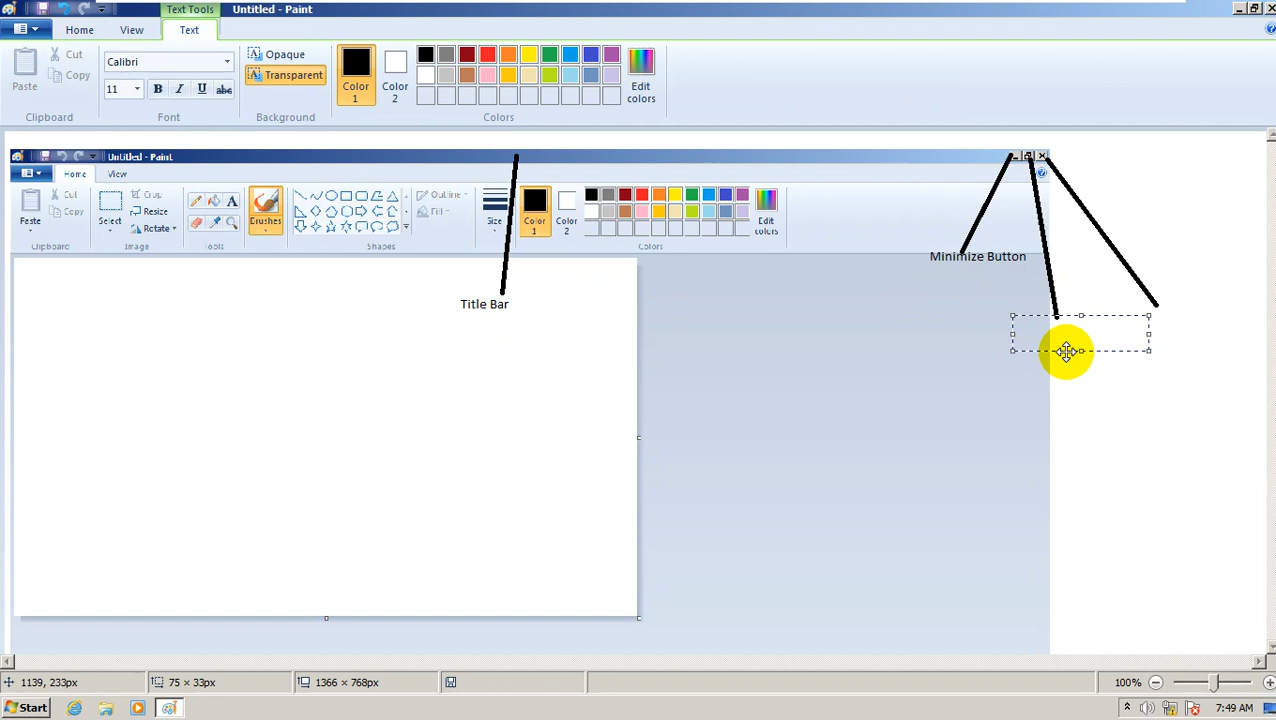 Text Tools
Untitled - Paint
Home
View
Text
Paste
Cut
Copy
Clipboard
Calibri
11
B I U abc
Font
Opaque
Transparent
Background
Color 1
Color 2
Edit colors
Colors
Untitled - Paint
Home
View
Paste
Cut
Copy
Clipboard
Select
Crop
Resize
Rotate
Image
A
Tools
Brushes
Outline
Fill
Shapes
Size
Color 1
Color 2
Edit colors
Colors
Minimize Button
Title Bar
1139, 233px
75 × 33px
1366 × 768px
100%
Start
7:49 AM